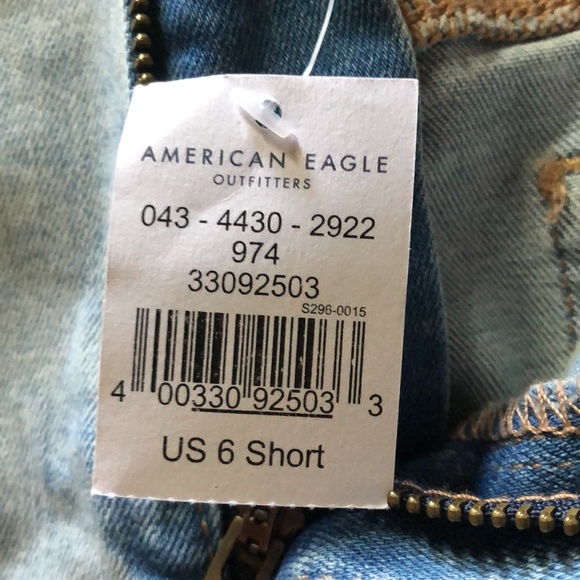 AMERICAN EAGLE
OUTFITTERS
043 - 4430 - 2922
974
33092503
S296-0015
4 00330 92503 3
US 6 Short